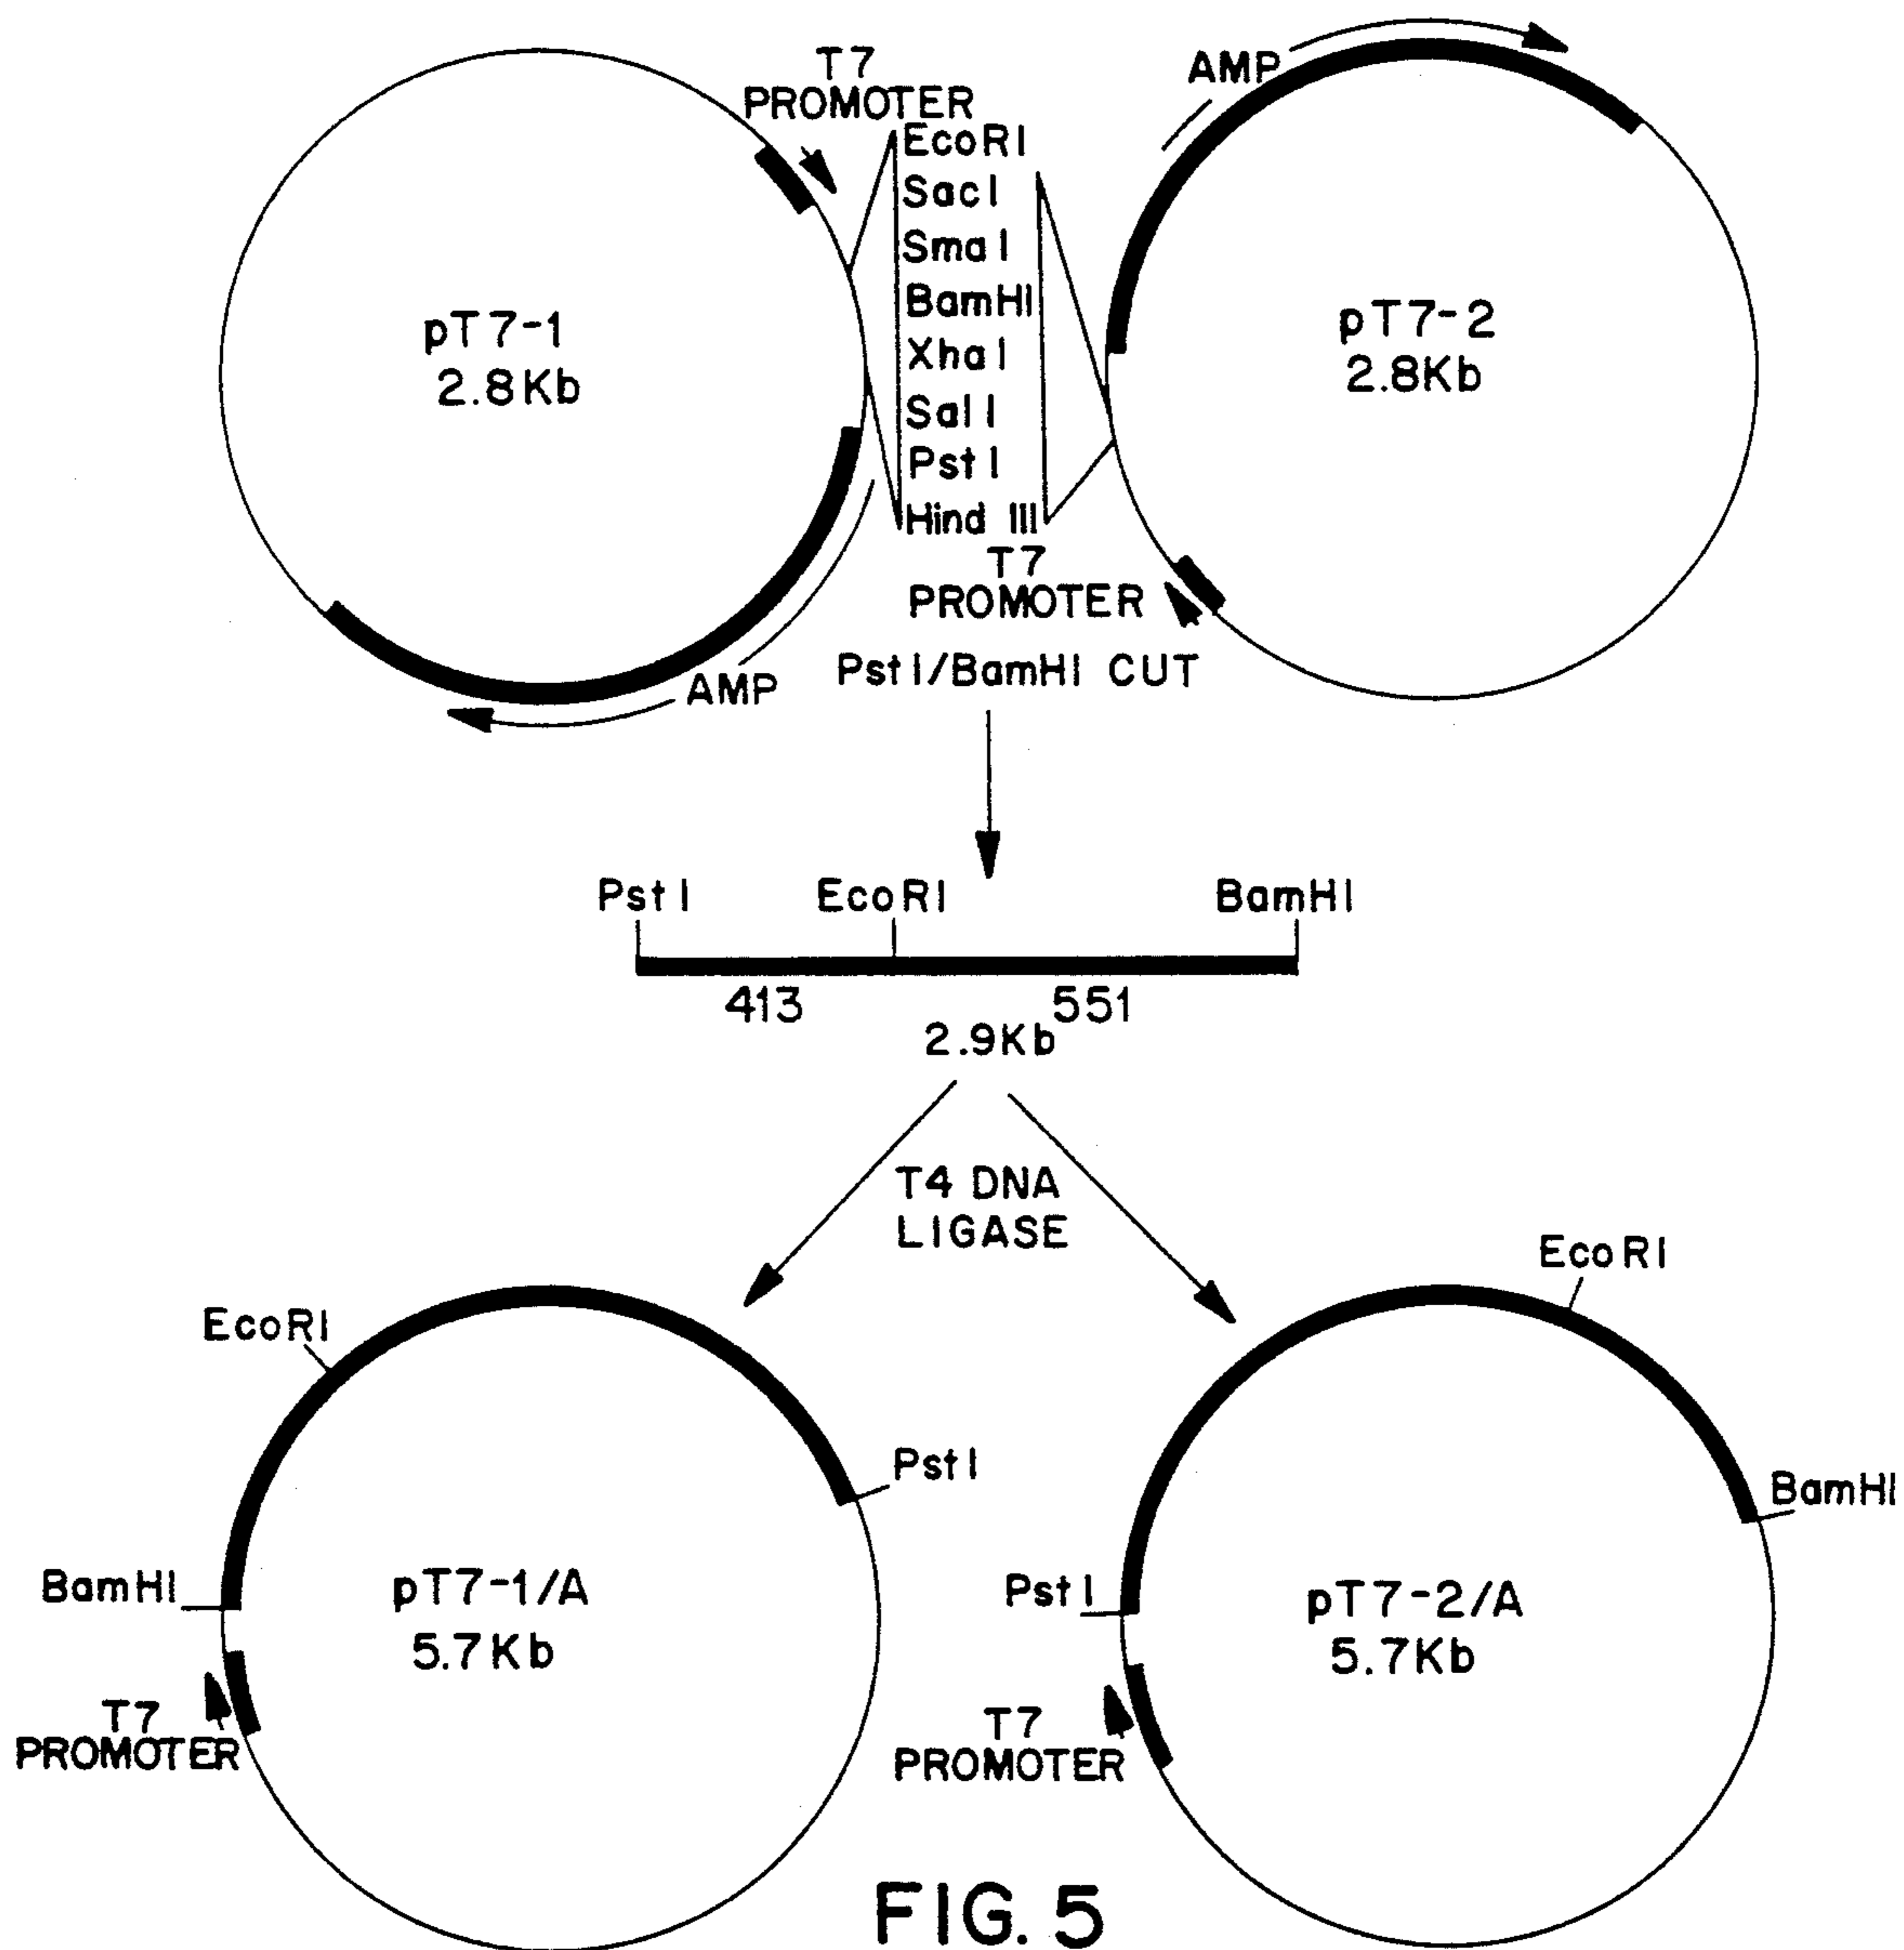 T7
PROMOTER
AMP
EcoRI
SacI
SmaI
BamHI
XhaI
SalI
PstI
Hind III
pT7-1
2.8Kb
pT7-2
2.8Kb
T7
PROMOTER
AMP
PstI/BamHI CUT
PstI EcoRI BamHI
413 551
2.9Kb
T4 DNA
LIGASE
EcoRI
PstI
BamHI
pT7-1/A
5.7Kb
T7
PROMOTER
EcoRI
BamHI
PstI
pT7-2/A
5.7Kb
T7
PROMOTER
FIG. 5